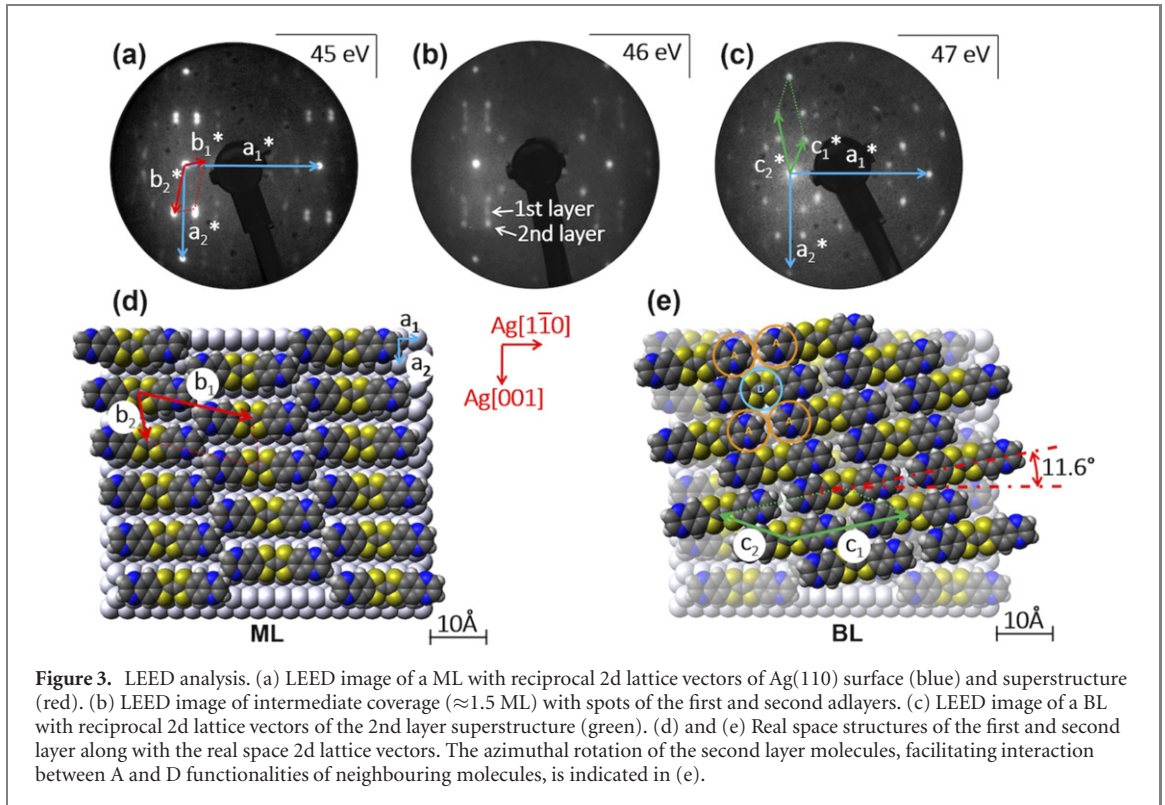 (a) 45 eV (b) 46 eV (c) 47 eV
b₁* a₁*
b₂*
a₂*
1st layer
2nd layer
c₁* a₁*
c₂*
a₂*
(d) (e)
a₁
a₂
Ag[11̅0]
Ag[001]
b₁
b₂
A A
D
A A
11.6°
c₂ c₁
ML 10Å BL 10Å
Figure 3. LEED analysis. (a) LEED image of a ML with reciprocal 2d lattice vectors of Ag(110) surface (blue) and superstructure
(red). (b) LEED image of intermediate coverage (≈1.5 ML) with spots of the first and second adlayers. (c) LEED image of a BL
with reciprocal 2d lattice vectors of the 2nd layer superstructure (green). (d) and (e) Real space structures of the first and second
layer along with the real space 2d lattice vectors. The azimuthal rotation of the second layer molecules, facilitating interaction
between A and D functionalities of neighbouring molecules, is indicated in (e).